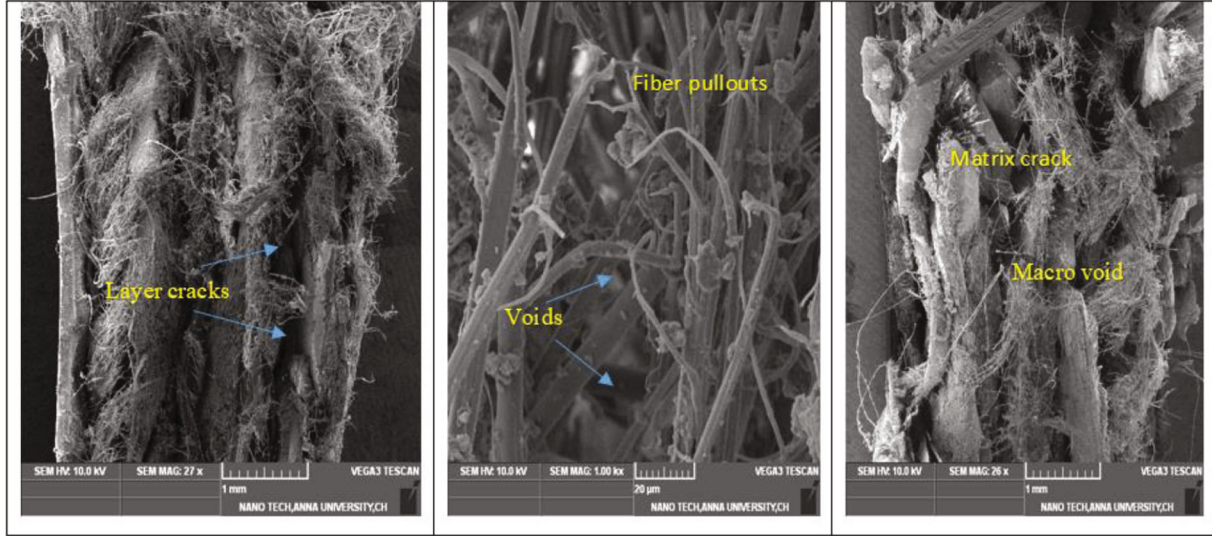 Layer cracks
SEM HV: 10.0 kV
SEM MAG: 27 x
VEGA3 TESCAN
1 mm
NANO TECH,ANNA UNIVERSITY,CH
Fiber pullouts
Voids
SEM HV: 10.0 kV
SEM MAG: 1.00 kx
VEGA3 TESCAN
20 µm
NANO TECH,ANNA UNIVERSITY,CH
Matrix crack
Macro void
SEM HV: 10.0 kV
SEM MAG: 26 x
VEGA3 TESCAN
1 mm
NANO TECH,ANNA UNIVERSITY,CH